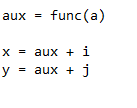 aux = func(a)
x = aux + i
y = aux + j